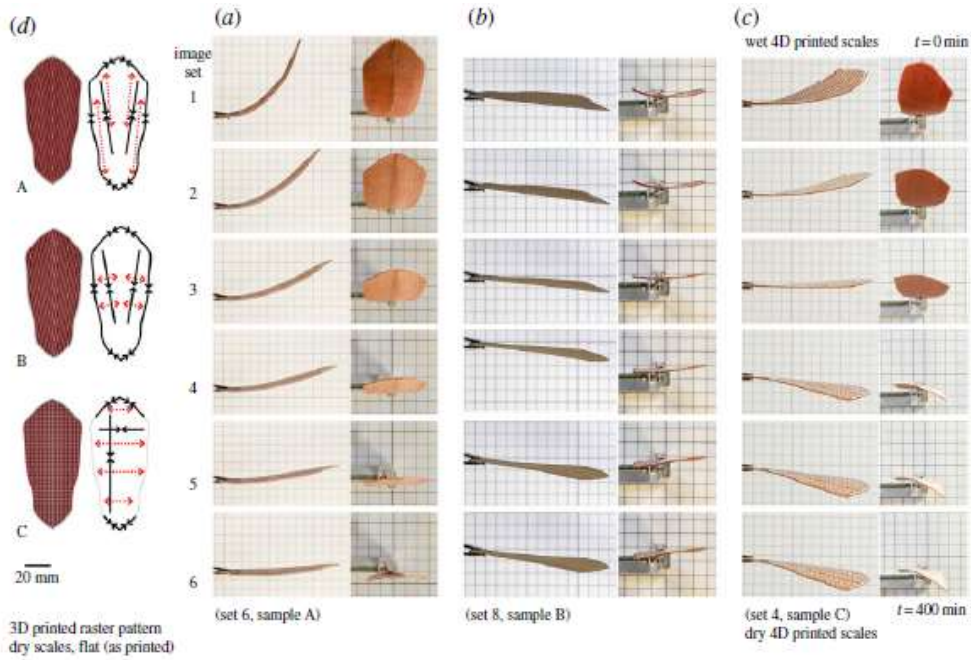 (d)
(a)
(b)
(c)
image
set
wet 4D printed scales
t = 0 min
1
2
3
4
5
6
A
B
C
20 mm
3D printed raster pattern
dry scales, flat (as printed)
(set 6, sample A)
(set 8, sample B)
(set 4, sample C)
dry 4D printed scales
t = 400 min